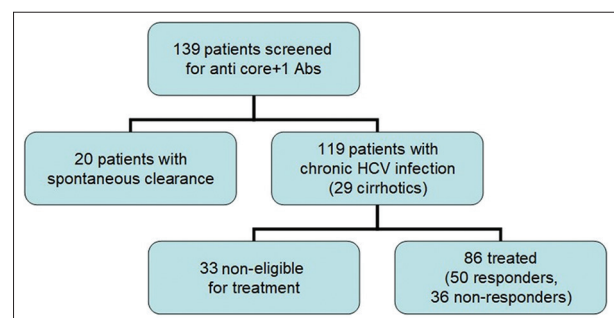 139 patients screened
for anti core+1 Abs
20 patients with
spontaneous clearance
119 patients with
chronic HCV infection
(29 cirrhotics)
33 non-eligible
for treatment
86 treated
(50 responders,
36 non-responders)